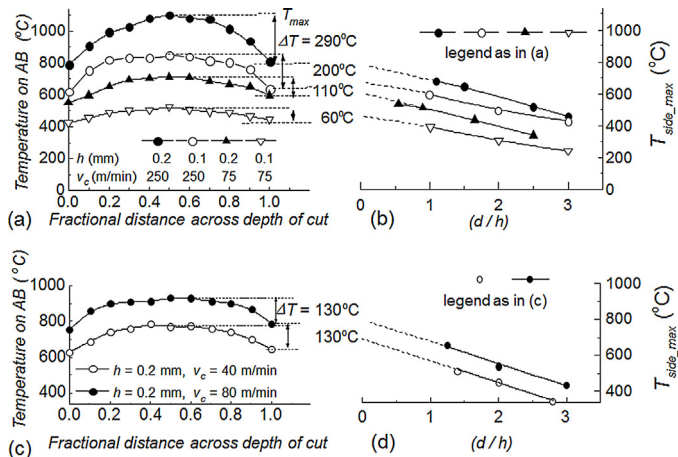 (°C)
Temperature on AB
1000
800
600
400
200
0
T_max
ΔT = 290°C
200°C
110°C
60°C
h (mm) 0.2 0.1 0.2 0.1
v_c (m/min) 250 250 75 75
0.0 0.2 0.4 0.6 0.8 1.0
(a) Fractional distance across depth of cut
legend as in (a)
1000
800
600
400
200
0
T_side_max (°C)
0 1 2 3
(b) (d / h)
Temperature on AB (°C)
1000
800
600
400
ΔT = 130°C
130°C
h = 0.2 mm, v_c = 40 m/min
h = 0.2 mm, v_c = 80 m/min
0.0 0.2 0.4 0.6 0.8 1.0
(c) Fractional distance across depth of cut
legend as in (c)
1000
800
600
400
T_side_max (°C)
0 1 2 3
(d) (d / h)